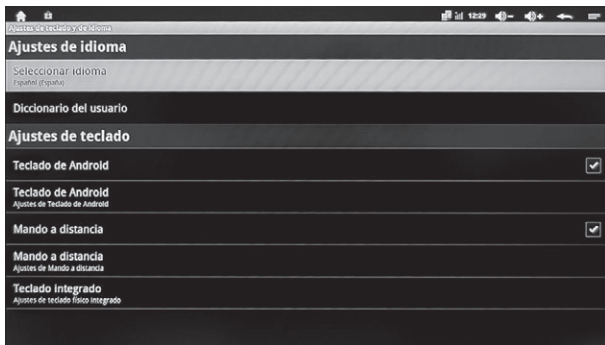 12:29
Ajustes de teclado y de idioma
Ajustes de idioma
Seleccionar idioma
Español (España)
Diccionario del usuario
Ajustes de teclado
Teclado de Android
Teclado de Android
Ajustes de Teclado de Android
Mando a distancia
Mando a distancia
Ajustes de Mando a distancia
Teclado integrado
Ajustes de teclado físico integrado